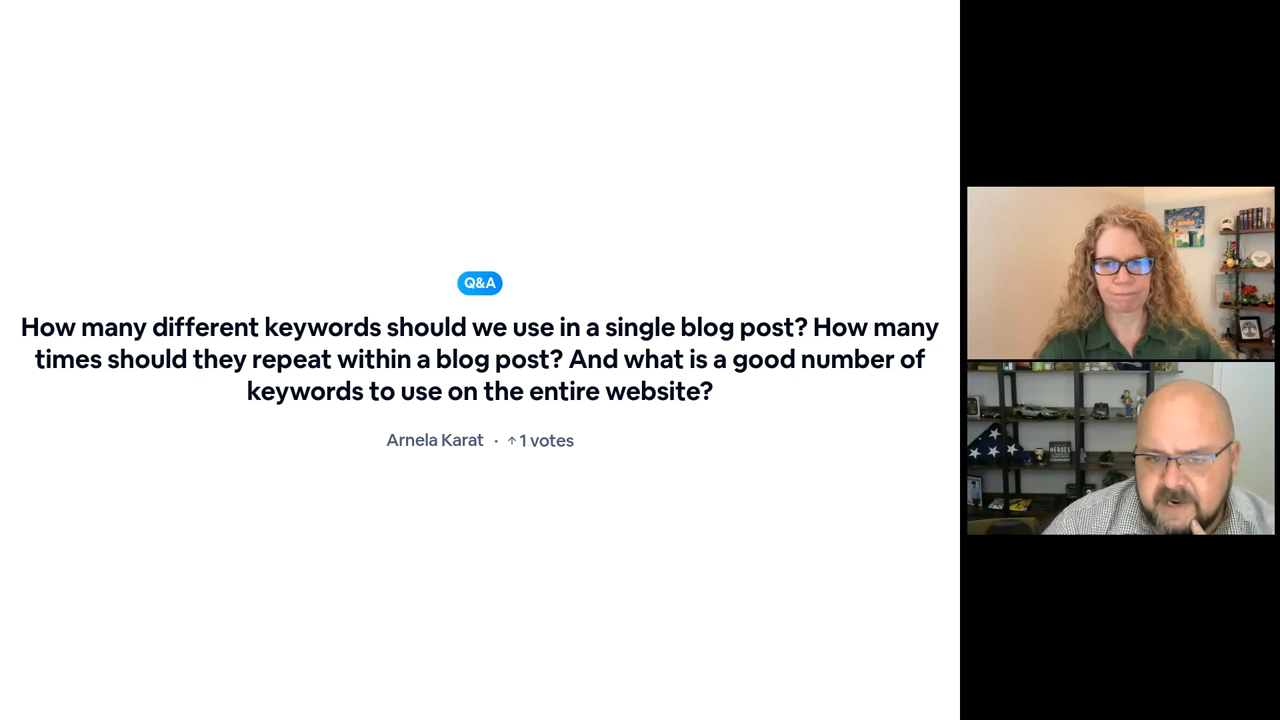 Q&A
How many different keywords should we use in a single blog post? How many
times should they repeat within a blog post? And what is a good number of
keywords to use on the entire website?
Arnela Karat · ↑ 1 votes
HEROES